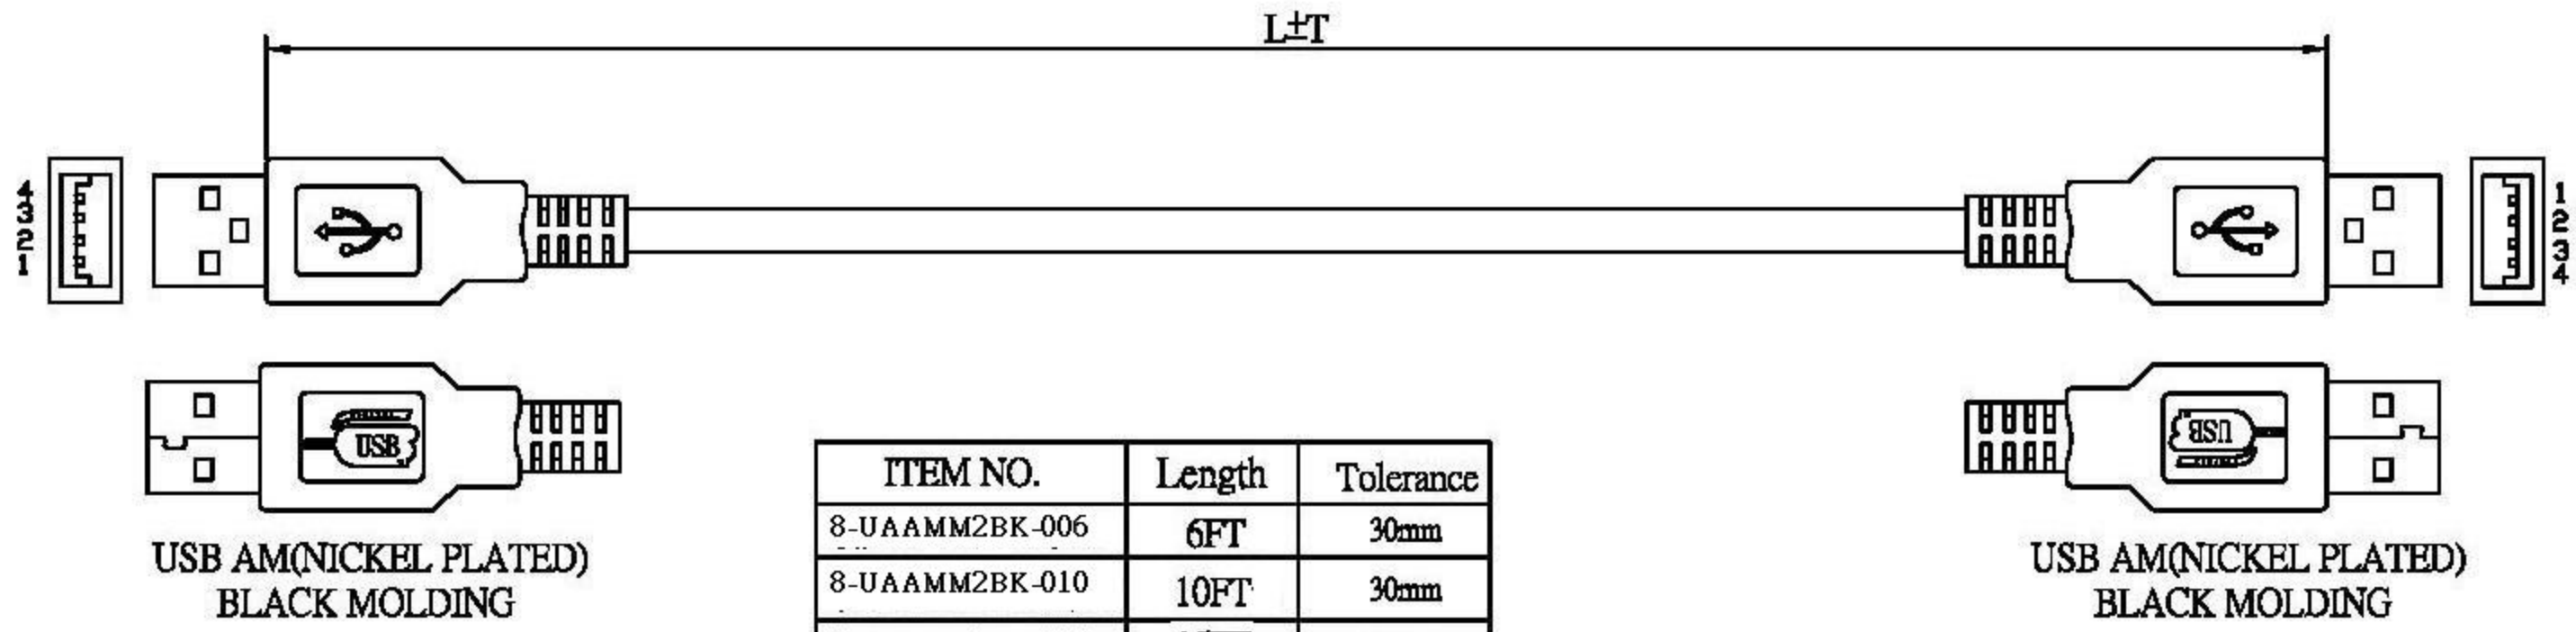 L±T
4
3
2
1
1
2
3
4
USB
USB
ITEM NO. Length Tolerance
8-UAAMM2BK-006 6FT 30mm
8-UAAMM2BK-010 10FT 30mm
USB AM(NICKEL PLATED)
BLACK MOLDING
USB AM(NICKEL PLATED)
BLACK MOLDING